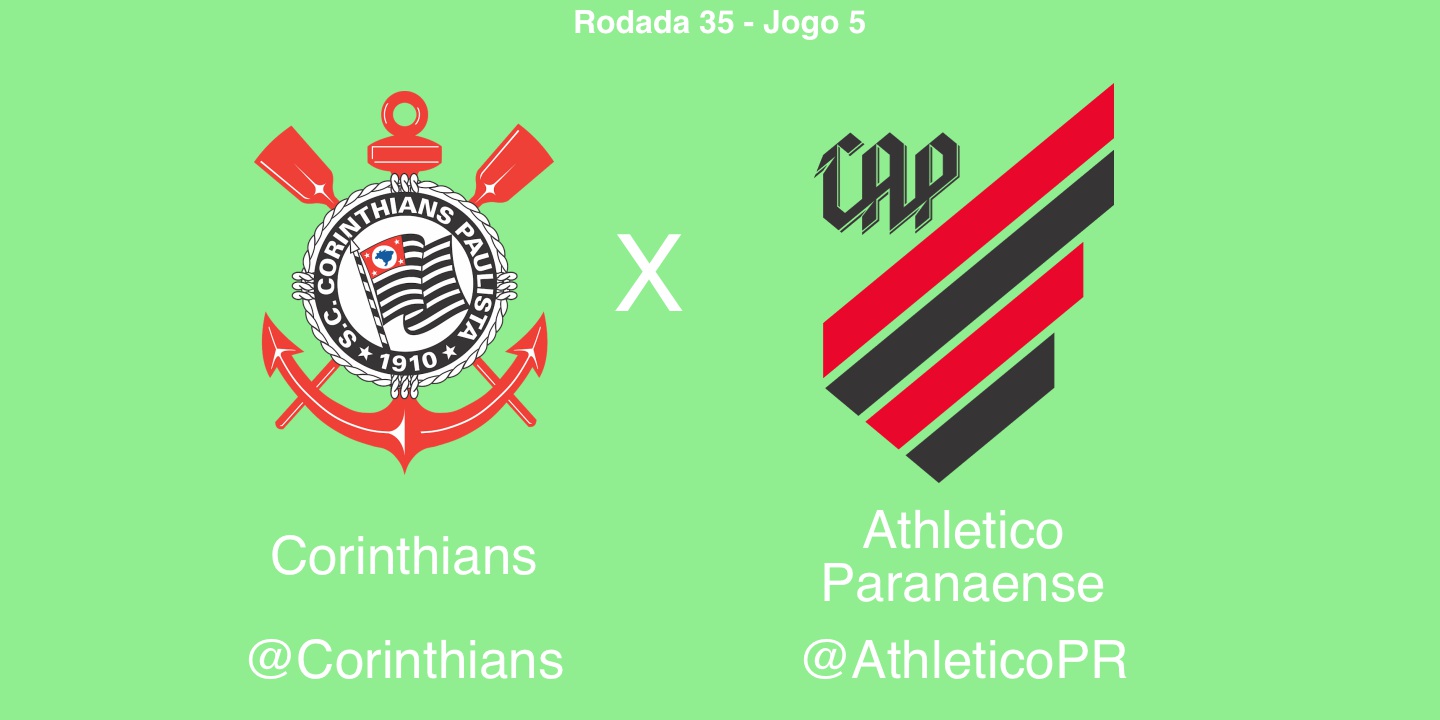 Rodada 35 - Jogo 5
S.C. CORINTHIANS PAULISTA
1910
CAP
X
Corinthians
Athletico
Paranaense
@Corinthians
@AthleticoPR